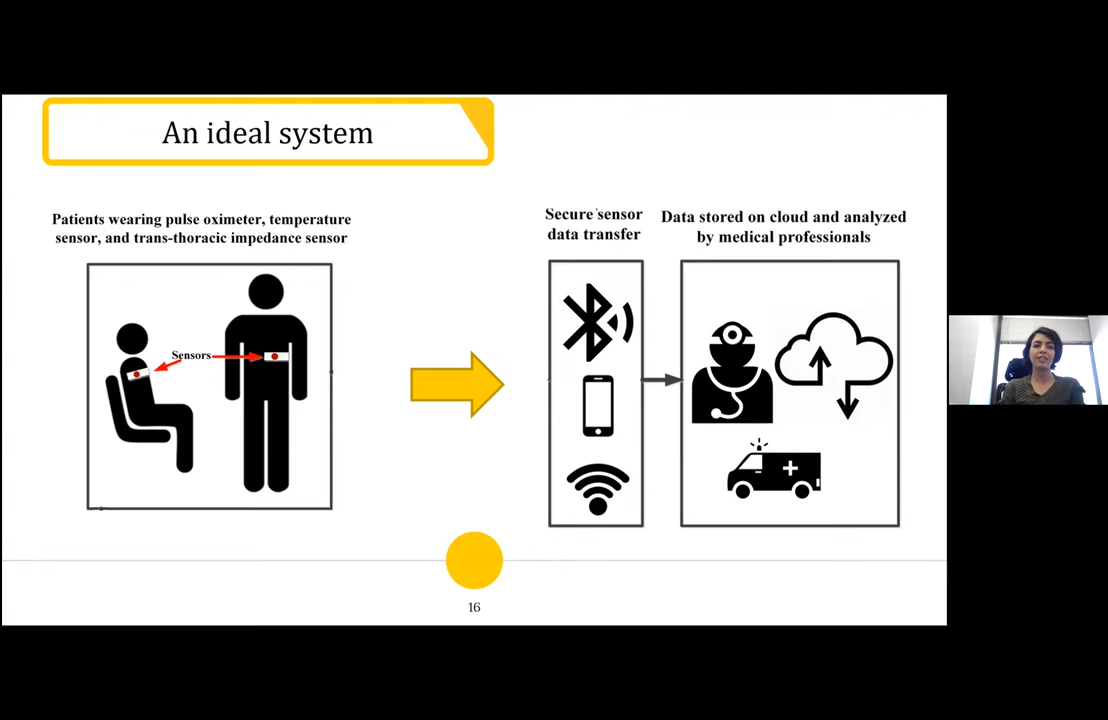 An ideal system
Patients wearing pulse oximeter, temperature
sensor, and trans-thoracic impedance sensor
Sensors
Secure sensor
data transfer
Data stored on cloud and analyzed
by medical professionals
16